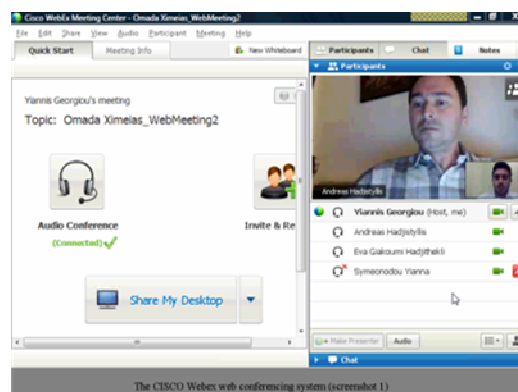 Cisco WebEx Meeting Center - Omada Ximeias_WebMeeting2
File Edit Share View Audio Participant Meeting Help
Quick Start Meeting Info New Whiteboard
Participants Chat Notes
Participants
Yiannis Georgiou's meeting
Topic: Omada Ximeias_WebMeeting2
Audio Conference
(Connected)
Invite & Re
Share My Desktop
Andreas Hadjistyllis
Yiannis Georgiou (Host, me)
Andreas Hadjistyllis
Eva Giakoumi Hadjithekli
Symeonodou Yianna
Make Presenter Audio
Chat
The CISCO Webex web conferencing system (screenshot 1)